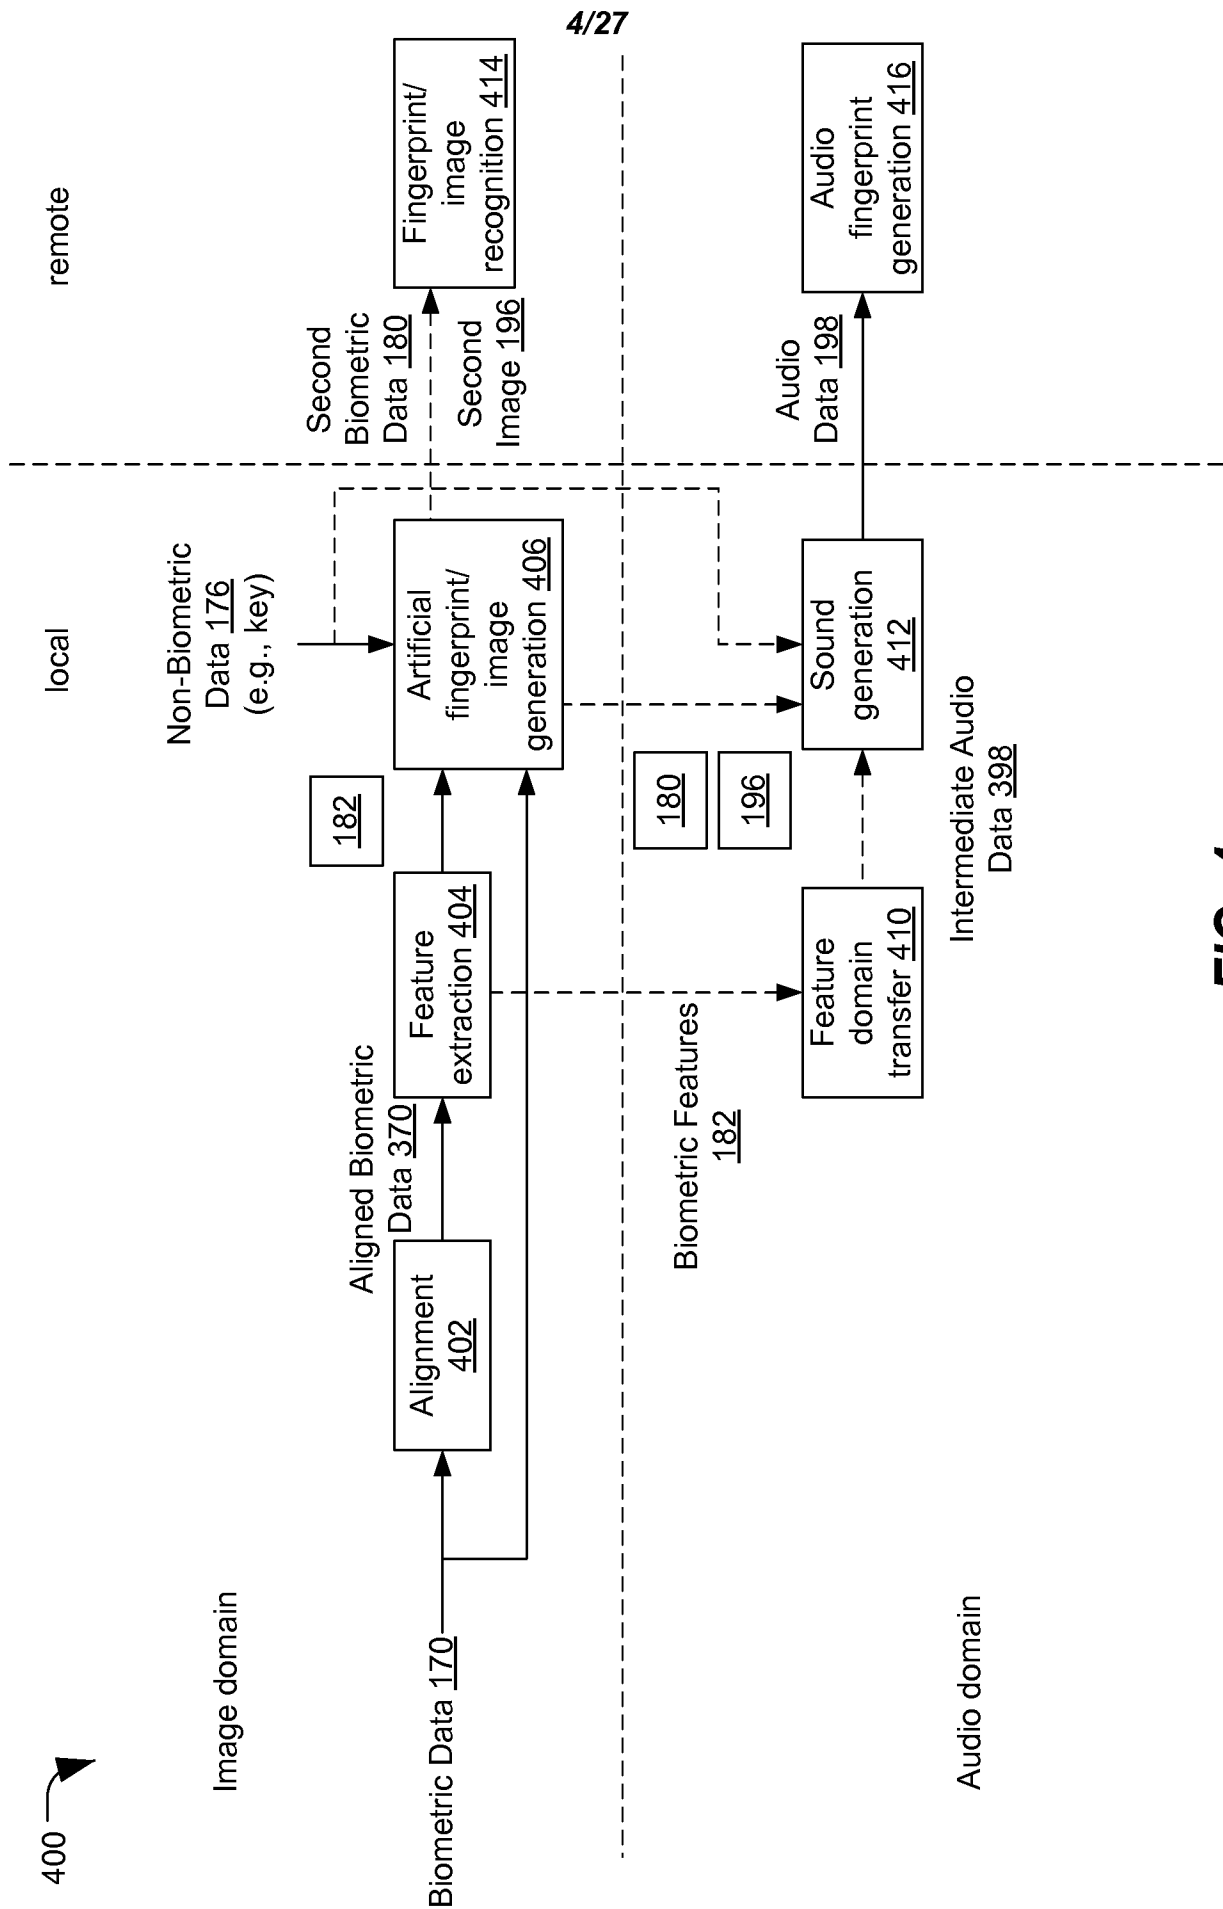 4/27
400
Image domain
local
remote
Non-Biometric
Data 176
(e.g., key)
Biometric Data 170
Alignment
402
Aligned Biometric
Data 370
Feature
extraction 404
182
Artificial
fingerprint/
image
generation 406
Second
Biometric
Data 180
Second
Image 196
Fingerprint/
image
recognition 414
Biometric Features
182
180
196
Audio domain
Feature
domain
transfer 410
Intermediate Audio
Data 398
Sound
generation
412
Audio
Data 198
Audio
fingerprint
generation 416